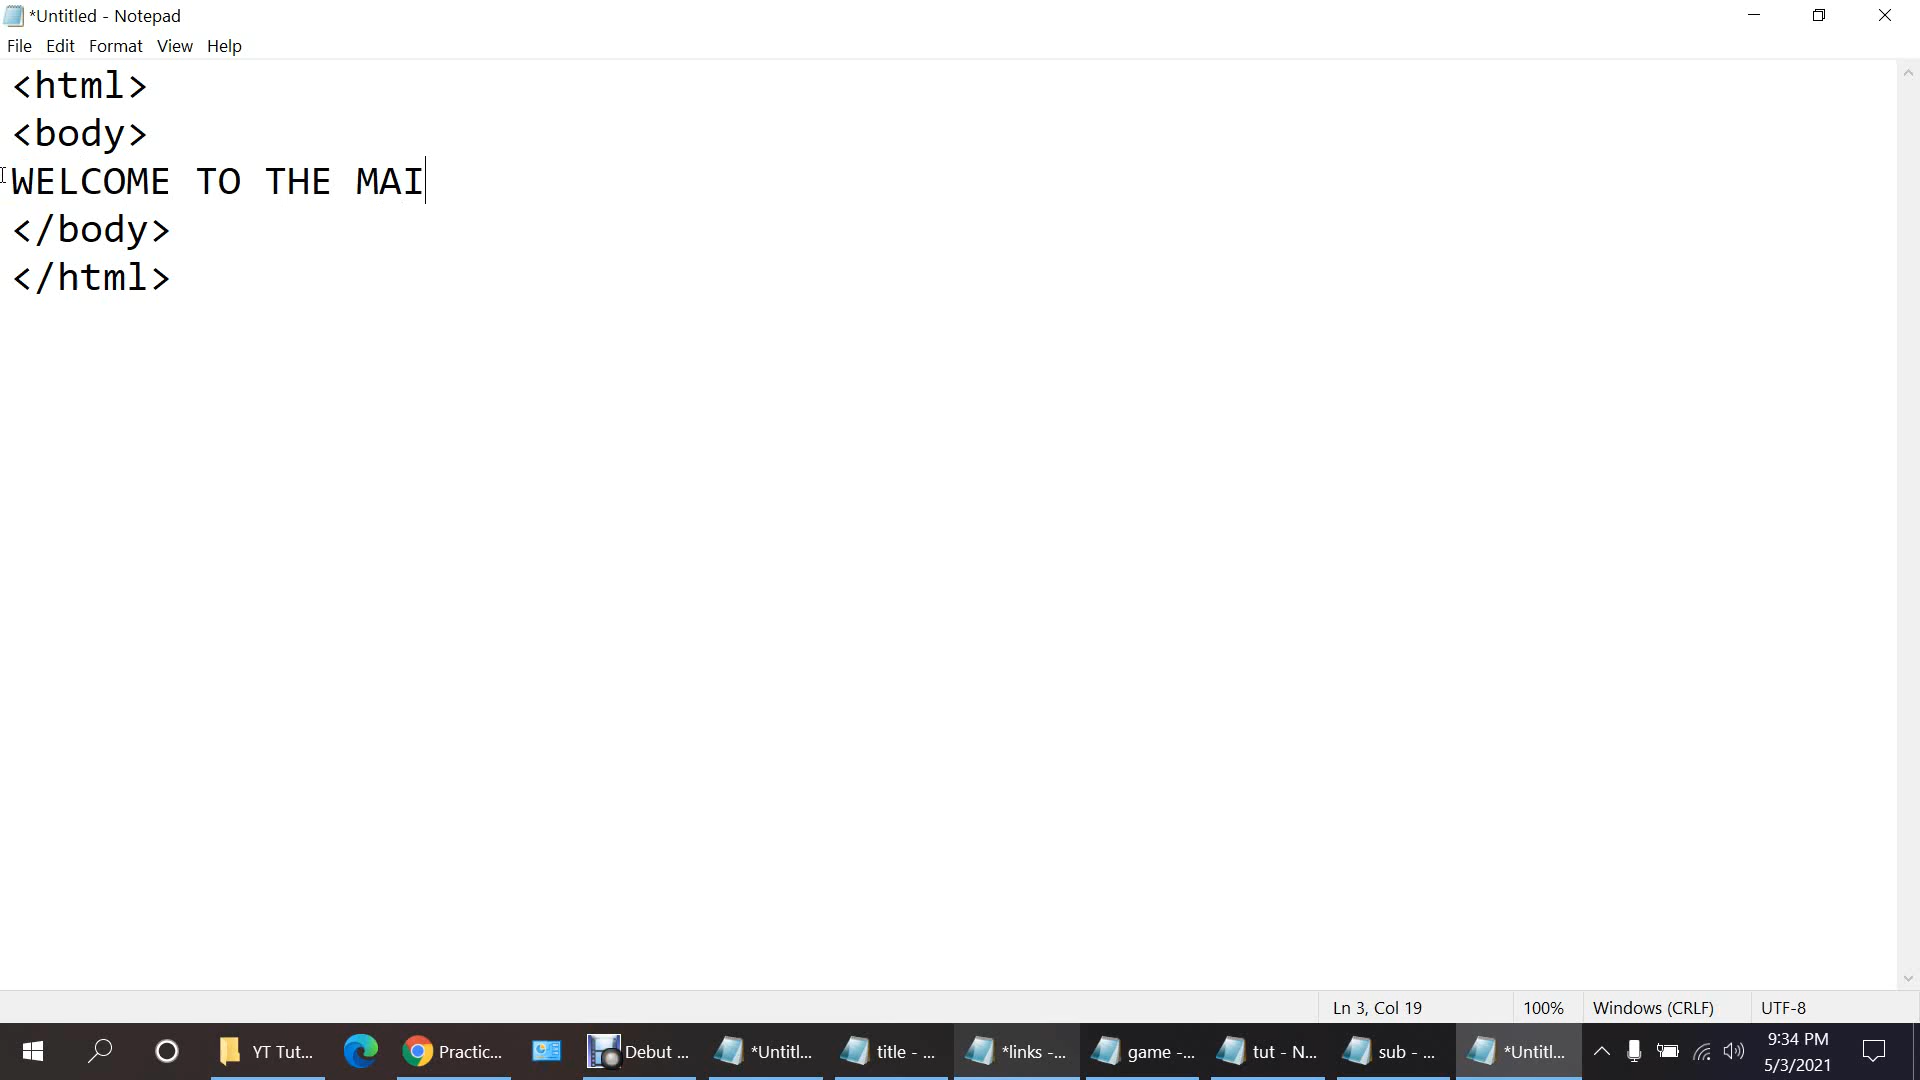 *Untitled - Notepad
File Edit Format View Help
<html>
<body>
WELCOME TO THE MAI
</body>
</html>
Ln 3, Col 19 100% Windows (CRLF) UTF-8
YT Tut... Practic... Debut ... *Untitl... title - ... *links -... game -... tut - N... sub - ... *Untitl... 9:34 PM
5/3/2021